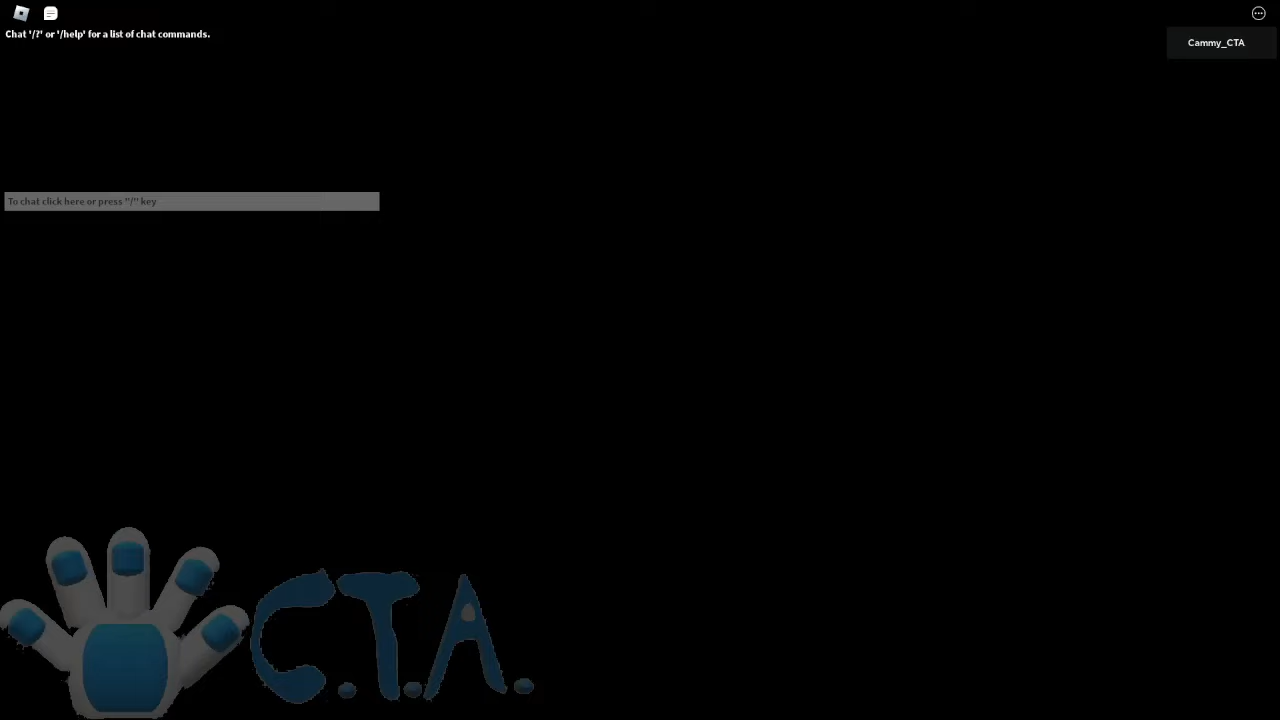 Chat '/?' or '/help' for a list of chat commands.
Cammy_CTA
To chat click here or press "/" key
C.T.A.